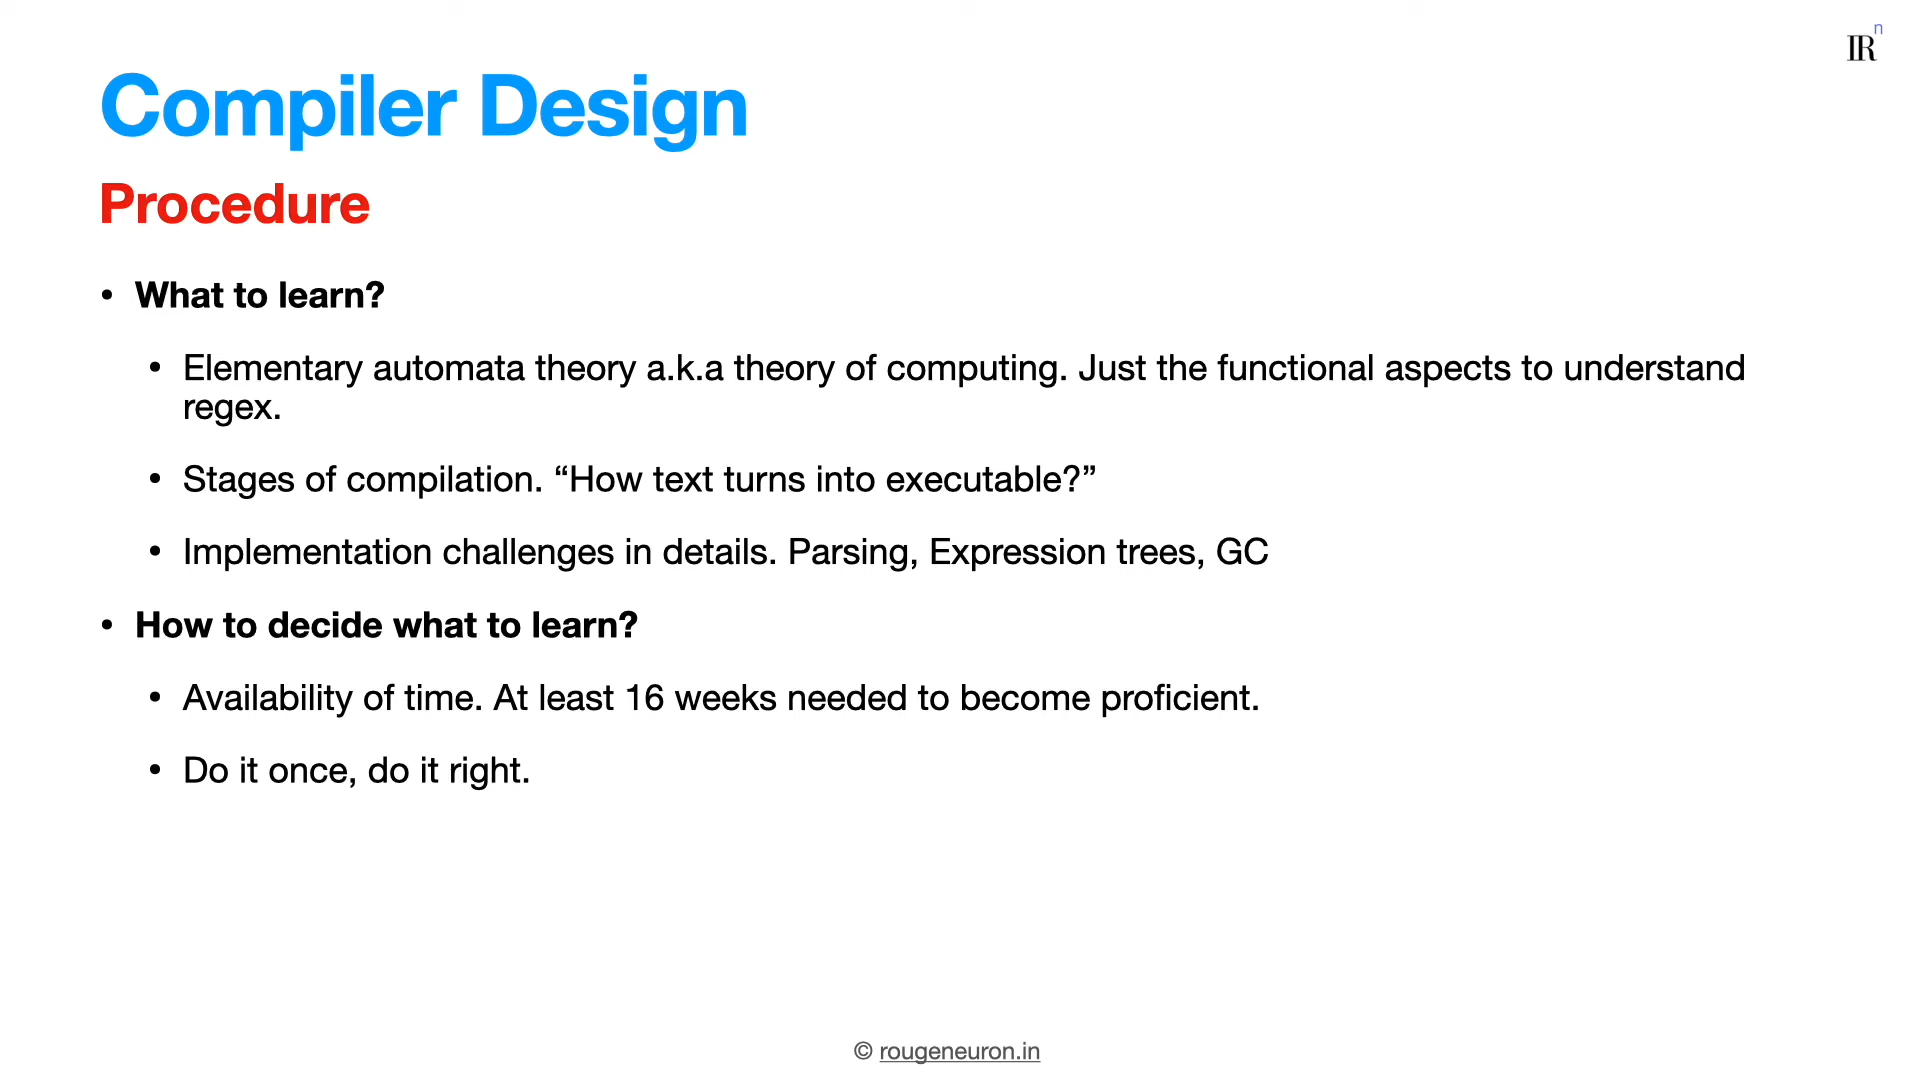 IR n
Compiler Design
Procedure
• What to learn?
• Elementary automata theory a.k.a theory of computing. Just the functional aspects to understand
regex.
• Stages of compilation. “How text turns into executable?”
• Implementation challenges in details. Parsing, Expression trees, GC
• How to decide what to learn?
• Availability of time. At least 16 weeks needed to become proficient.
• Do it once, do it right.
© rougeneuron.in